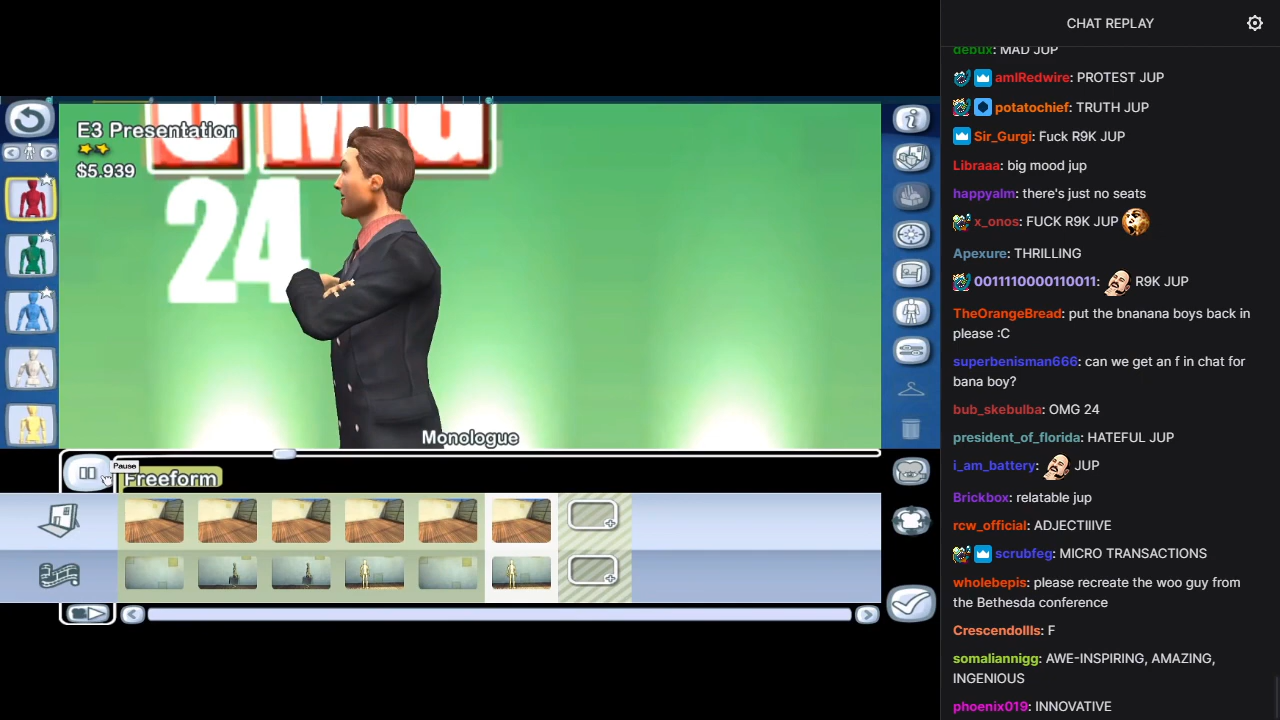 CHAT REPLAY
debux: MAD JUP
amIRedwire: PROTEST JUP
potatochief: TRUTH JUP
Sir_Gurgi: Fuck R9K JUP
Libraaa: big mood jup
happyalm: there's just no seats
x_onos: FUCK R9K JUP
Apexure: THRILLING
0011110000110011: R9K JUP
TheOrangeBread: put the bnanana boys back in
please :C
superbenisman666: can we get an f in chat for
bana boy?
bub_skebulba: OMG 24
president_of_florida: HATEFUL JUP
i_am_battery: JUP
Brickbox: relatable jup
rcw_official: ADJECTIIIVE
scrubfeg: MICRO TRANSACTIONS
wholebepis: please recreate the woo guy from
the Bethesda conference
Crescendollls: F
somaliannigg: AWE-INSPIRING, AMAZING,
INGENIOUS
phoenix019: INNOVATIVE
OMG
E3 Presentation
$5.939
24
Monologue
Pause
Freeform